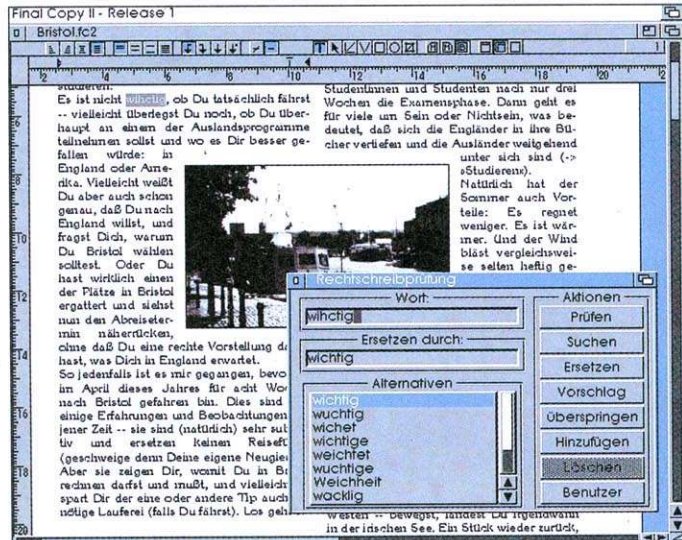 Final Copy II - Release 1
Bristol.fc2
studieren.
Es ist nicht wihctig, ob Du tatsächlich fährst
-- vielleicht überlegst Du noch, ob Du über-
haupt an einem der Auslandsprogramme
teilnehmen sollst und wo es Dir besser ge-
fallen würde: in
England oder Ame-
rika. Vielleicht weißt
Du aber auch schon
genau, daß Du nach
England willst, und
fragst Dich, warum
Du Bristol wählen
solltest. Oder Du
hast wirklich einen
der Plätze in Bristol
ergattert und siehst
nun den Abreiseter-
min näherrücken,
ohne daß Du eine rechte Vorstellung
hast, was Dich in England erwartet.
So jedenfalls ist es mir gegangen, bevo
im April dieses Jahres für acht Wo
nach Bristol gefahren bin. Dies sind
einige Erfahrungen und Beobachtungen
jener Zeit -- sie sind (natürlich) sehr sub
tiv und ersetzen keinen Reisef
(geschweige denn Deine eigene Neugier
Aber sie zeigen Dir, womit Du in Br
rechnen darfst und mußt, und vielleich
spart Dir der eine oder andere Tip auch
nötige Lauferei (falls Du fährst). Los geh
Studentinnen und Studenten nach nur drei
Wochen die Examensphase. Dann geht es
für viele um Sein oder Nichtsein, was be-
deutet, daß sich die Engländer in ihre Bü-
cher vertiefen und die Ausländer weitgehend
unter sich sind (->
»Studieren«).
Natürlich hat der
Sommer auch Vor-
teile: Es regnet
weniger. Es ist wär-
mer. Und der Wind
bläst vergleichswei-
se selten heftig ge-
westen -- bewegst, landest Du irgendwann
in der irischen See. Ein Stück wieder zurück,
Rechtschreibprüfung
Wort:
wihctig
Ersetzen durch:
wichtig
Alternativen
wichtig
wuchtig
wichet
wichtige
weichtet
wuchtige
Weichheit
wacklig
Aktionen
Prüfen
Suchen
Ersetzen
Vorschlag
Überspringen
Hinzufügen
Löschen
Benutzer